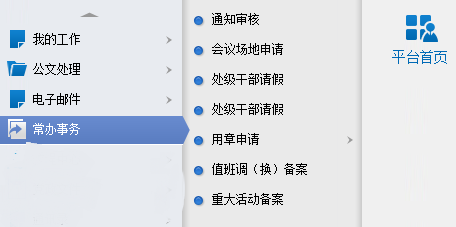 我的工作
公文处理
电子邮件
常办事务
通知审核
会议场地申请
处级干部请假
处级干部请假
用章申请
值班调（换）备案
重大活动备案
平台首页